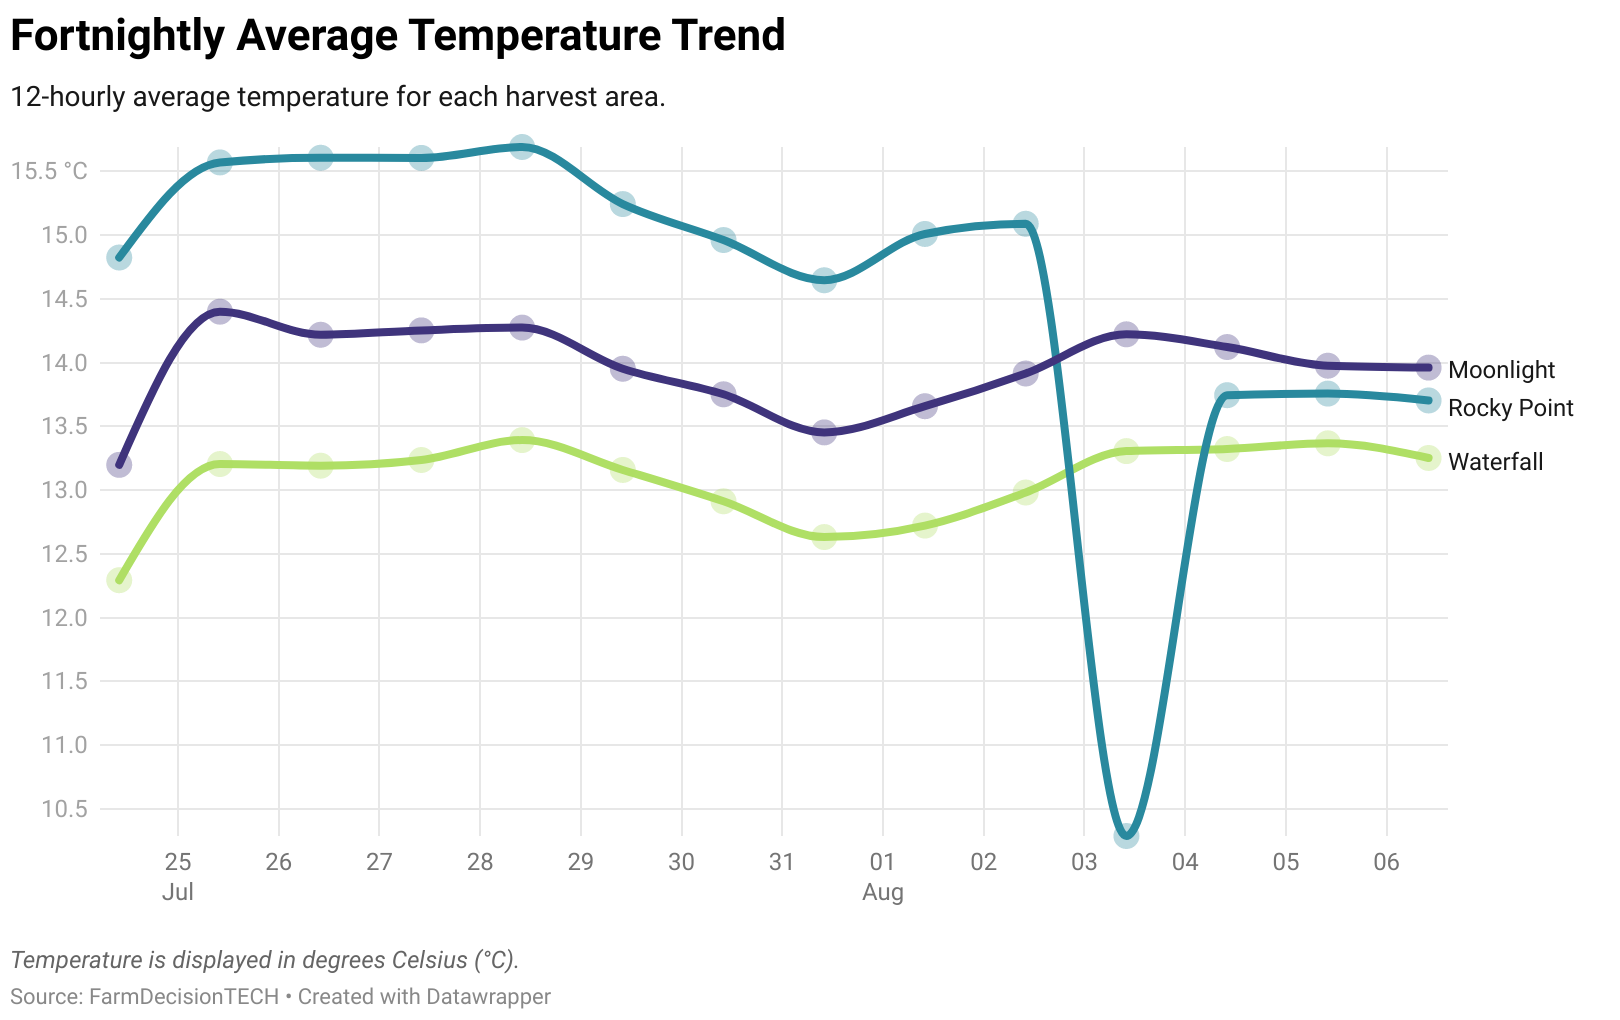 Fortnightly Average Temperature Trend
12-hourly average temperature for each harvest area.
15.5 °C
15.0
14.5
14.0
13.5
13.0
12.5
12.0
11.5
11.0
10.5
Moonlight
Rocky Point
Waterfall
25 26 27 28 29 30 31 01 02 03 04 05 06
Jul Aug
Temperature is displayed in degrees Celsius (°C).
Source: FarmDecisionTECH • Created with Datawrapper